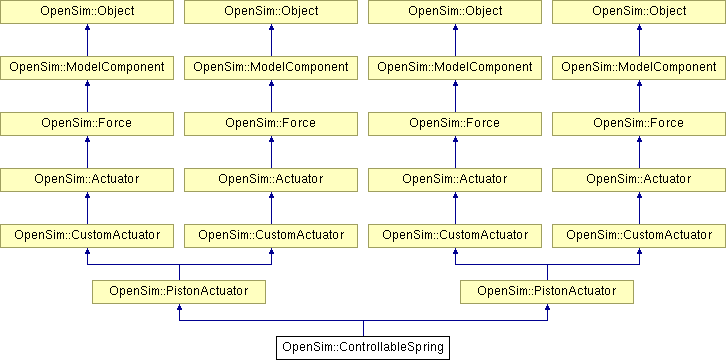 OpenSim::Object OpenSim::Object OpenSim::Object OpenSim::Object
OpenSim::ModelComponent OpenSim::ModelComponent OpenSim::ModelComponent OpenSim::ModelComponent
OpenSim::Force OpenSim::Force OpenSim::Force OpenSim::Force
OpenSim::Actuator OpenSim::Actuator OpenSim::Actuator OpenSim::Actuator
OpenSim::CustomActuator OpenSim::CustomActuator OpenSim::CustomActuator OpenSim::CustomActuator
OpenSim::PistonActuator OpenSim::PistonActuator
OpenSim::ControllableSpring